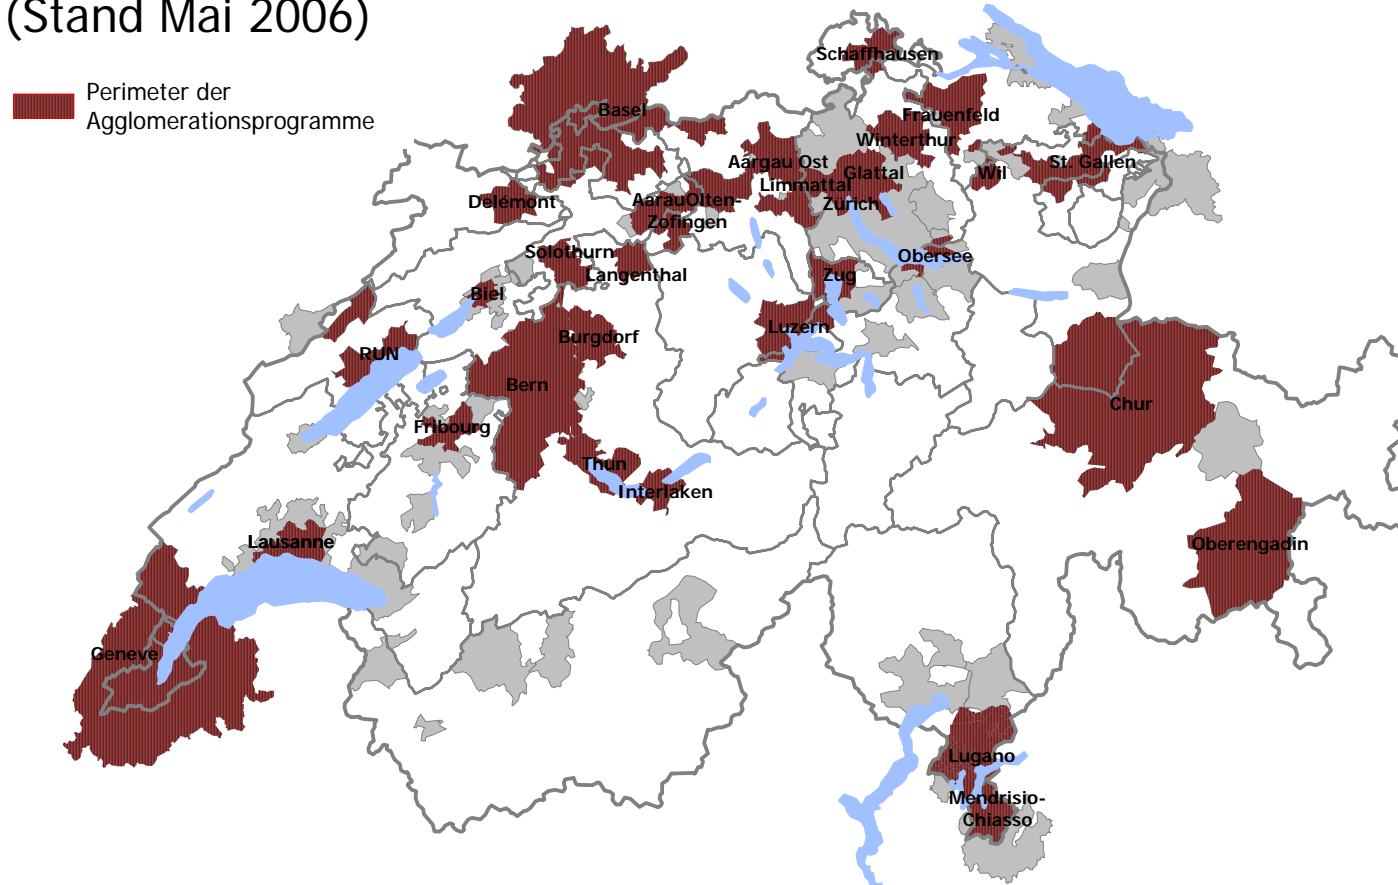 (Stand Mai 2006)
Perimeter der
Agglomerationsprogramme
Schaffhausen
Basel
Frauenfeld
Winterthur
Aargau Ost
St. Gallen
Limmattal
Glattal
Wil
Delémont
AarauOlten-
Zofingen
Zürich
Solothurn
Langenthal
Obersee
Zug
Biel
Luzern
Burgdorf
RUN
Bern
Chur
Fribourg
Thun
Interlaken
Lausanne
Oberengadin
Geneve
Lugano
Mendrisio-
Chiasso